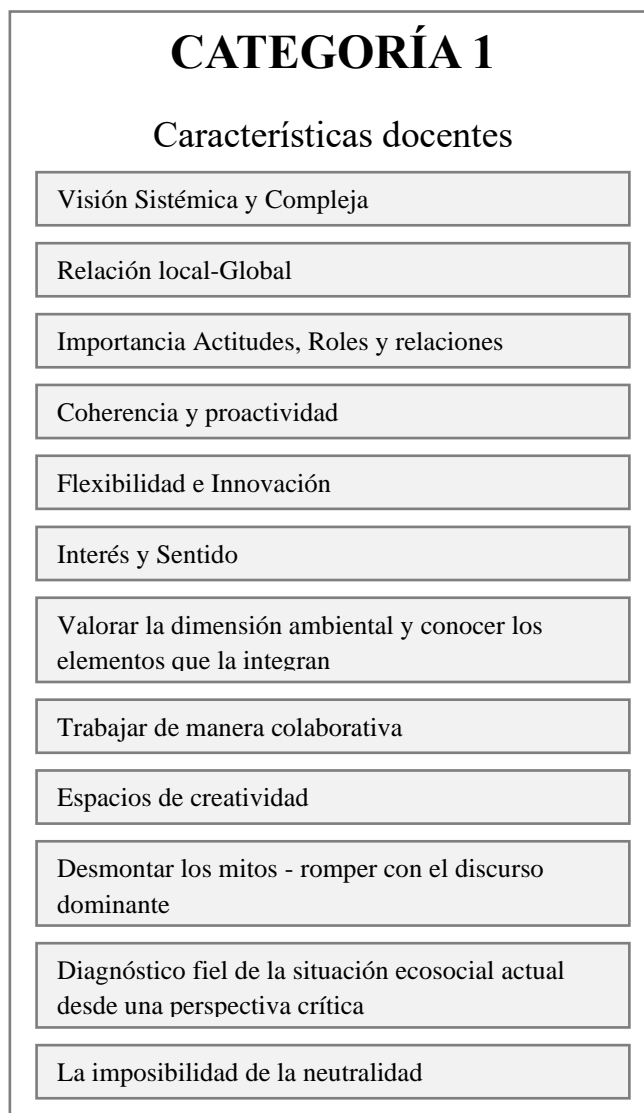 CATEGORÍA 1
Características docentes
Visión Sistémica y Compleja
Relación local-Global
Importancia Actitudes, Roles y relaciones
Coherencia y proactividad
Flexibilidad e Innovación
Interés y Sentido
Valorar la dimensión ambiental y conocer los
elementos que la integran
Trabajar de manera colaborativa
Espacios de creatividad
Desmontar los mitos - romper con el discurso
dominante
Diagnóstico fiel de la situación ecosocial actual
desde una perspectiva crítica
La imposibilidad de la neutralidad